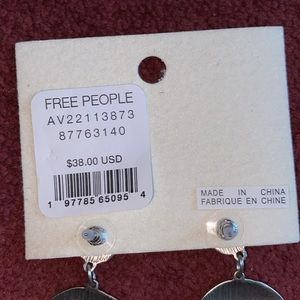 FREE PEOPLE
AV22113873
87763140
$38.00 USD
1 97785 65095 4
MADE IN CHINA
FABRIQUE EN CHINE